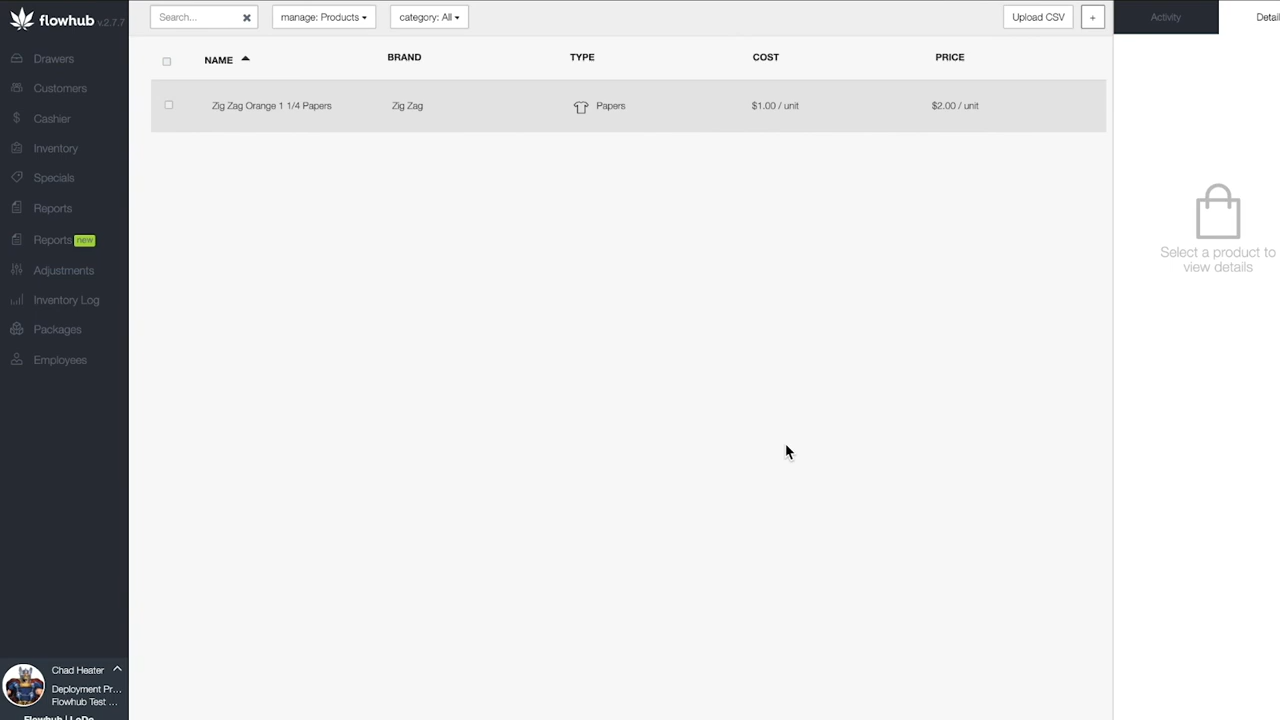 flowhub v.2.7.7
Search...
manage: Products
category: All
Upload CSV
+
Activity
Detail
Drawers
Customers
Cashier
Inventory
Specials
Reports
Reports new
Adjustments
Inventory Log
Packages
Employees
NAME BRAND TYPE COST PRICE
Zig Zag Orange 1 1/4 Papers Zig Zag Papers $1.00 / unit $2.00 / unit
Select a product to
view details
Chad Heater
Deployment Pr...
Flowhub Test ...
Flowhub | LoDo